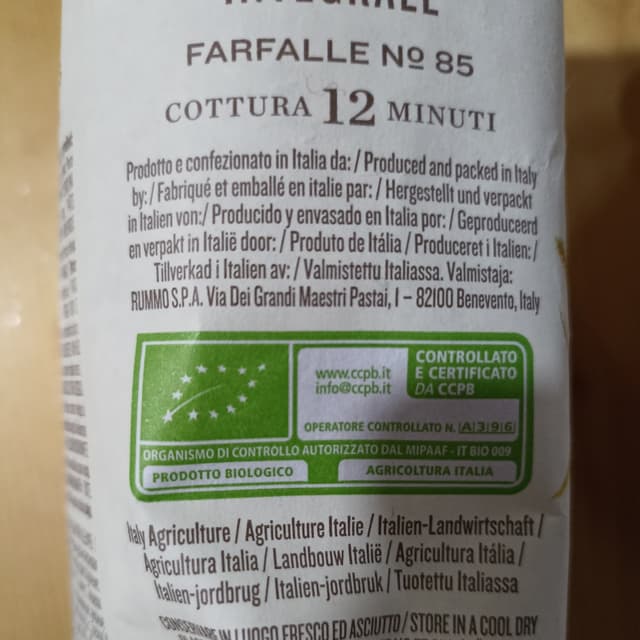 INTEGRALE
FARFALLE Nº 85
COTTURA 12 MINUTI
Prodotto e confezionato in Italia da: / Produced and packed in Italy
by: / Fabriqué et emballé en italie par: / Hergestellt und verpackt
in Italien von:/ Producido y envasado en Italia por: / Geproduceerd
en verpakt in Italië door: / Produto de Itália / Produceret i Italien: /
Tillverkad i Italien av: / Valmistettu Italiassa. Valmistaja:
RUMMO S.P.A. Via Dei Grandi Maestri Pastai, 1 – 82100 Benevento, Italy
www.ccpb.it
info@ccpb.it
CONTROLLATO
E CERTIFICATO
DA CCPB
OPERATORE CONTROLLATO N. A396
ORGANISMO DI CONTROLLO AUTORIZZATO DAL MIPAAF - IT BIO 009
PRODOTTO BIOLOGICO
AGRICOLTURA ITALIA
Italy Agriculture / Agriculture Italie / Italien-Landwirtschaft /
Agricoltura Italia / Landbouw Italië / Agricultura Itália /
Italien-jordbrug / Italien-jordbruk / Tuotettu Italiassa
IN LUOGO FRESCO ED ASCIUTTO / STORE IN A COOL DRY